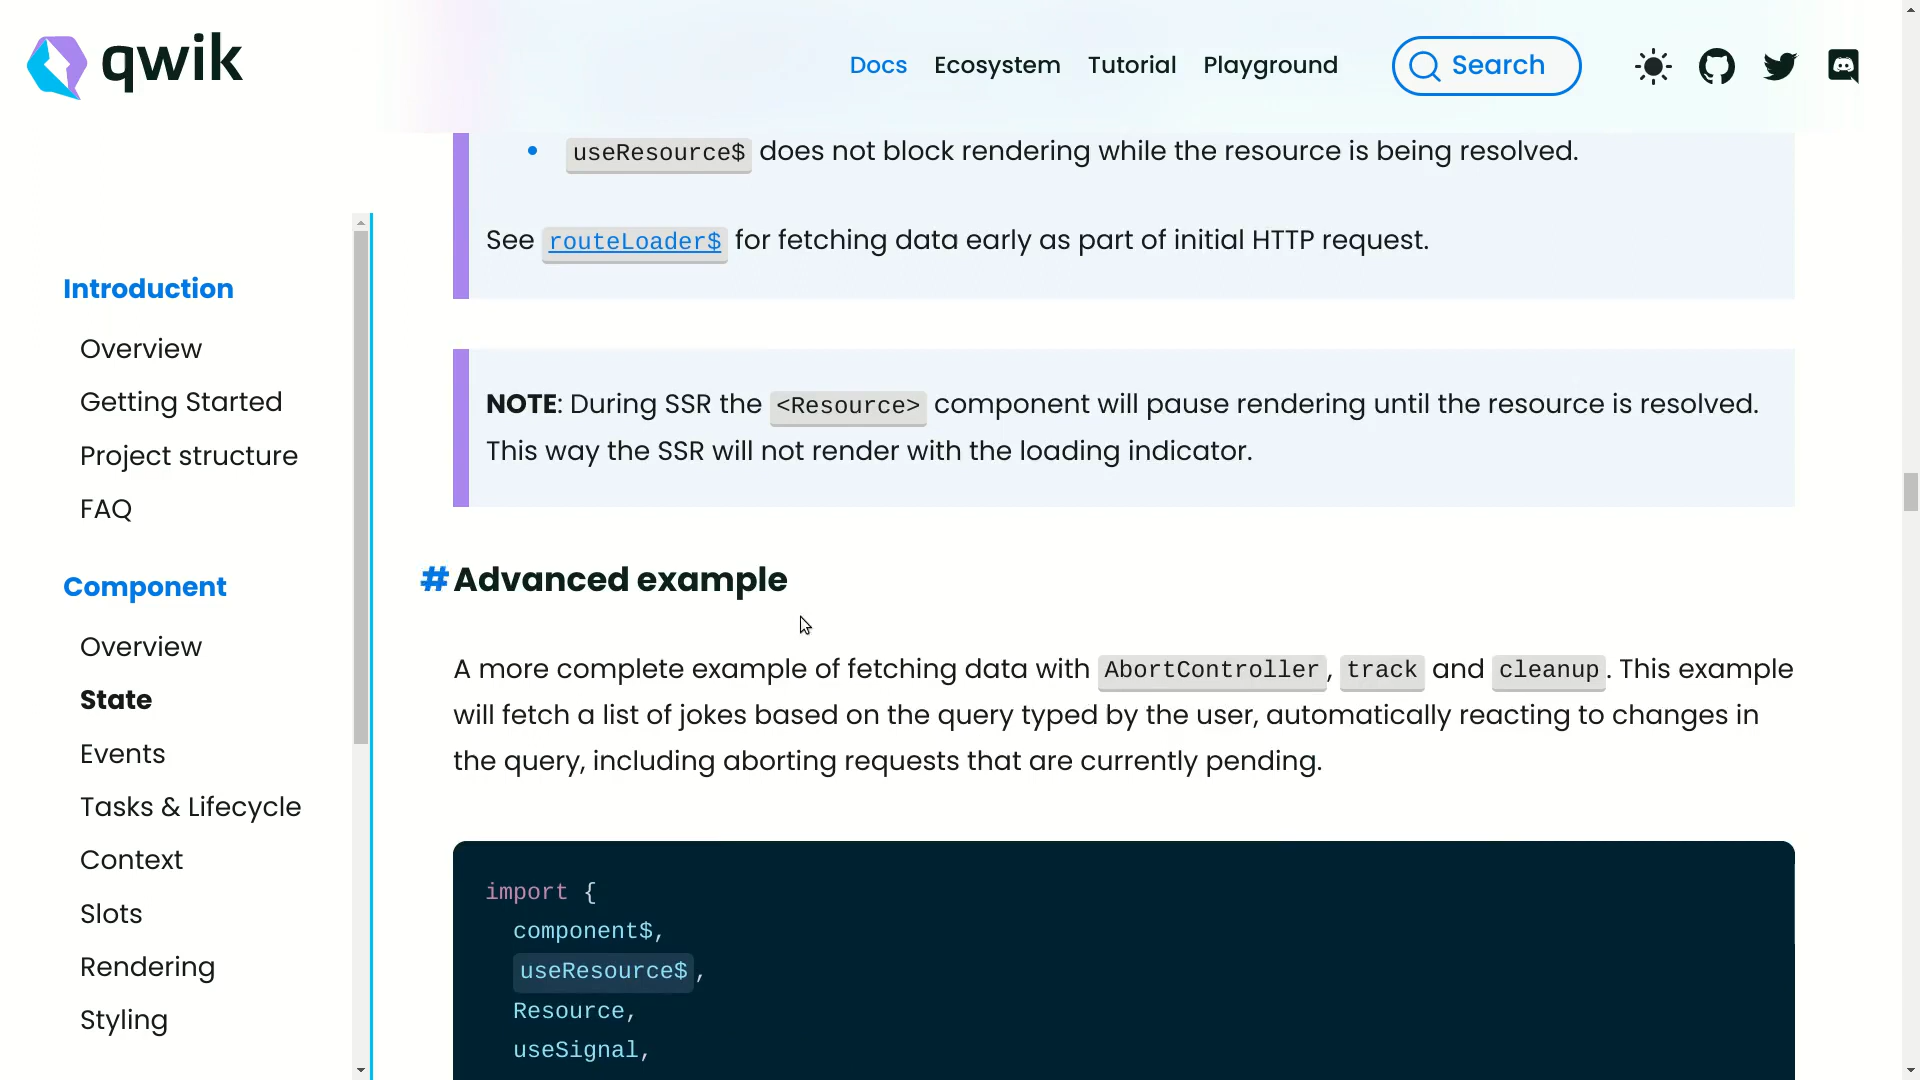 qwik
Docs Ecosystem Tutorial Playground Search
Introduction
Overview
Getting Started
Project structure
FAQ
Component
Overview
State
Events
Tasks & Lifecycle
Context
Slots
Rendering
Styling
• useResource$ does not block rendering while the resource is being resolved.
See routeLoader$ for fetching data early as part of initial HTTP request.
NOTE: During SSR the <Resource> component will pause rendering until the resource is resolved.
This way the SSR will not render with the loading indicator.
#Advanced example
A more complete example of fetching data with AbortController, track and cleanup. This example
will fetch a list of jokes based on the query typed by the user, automatically reacting to changes in
the query, including aborting requests that are currently pending.
import {
component$,
useResource$,
Resource,
useSignal,